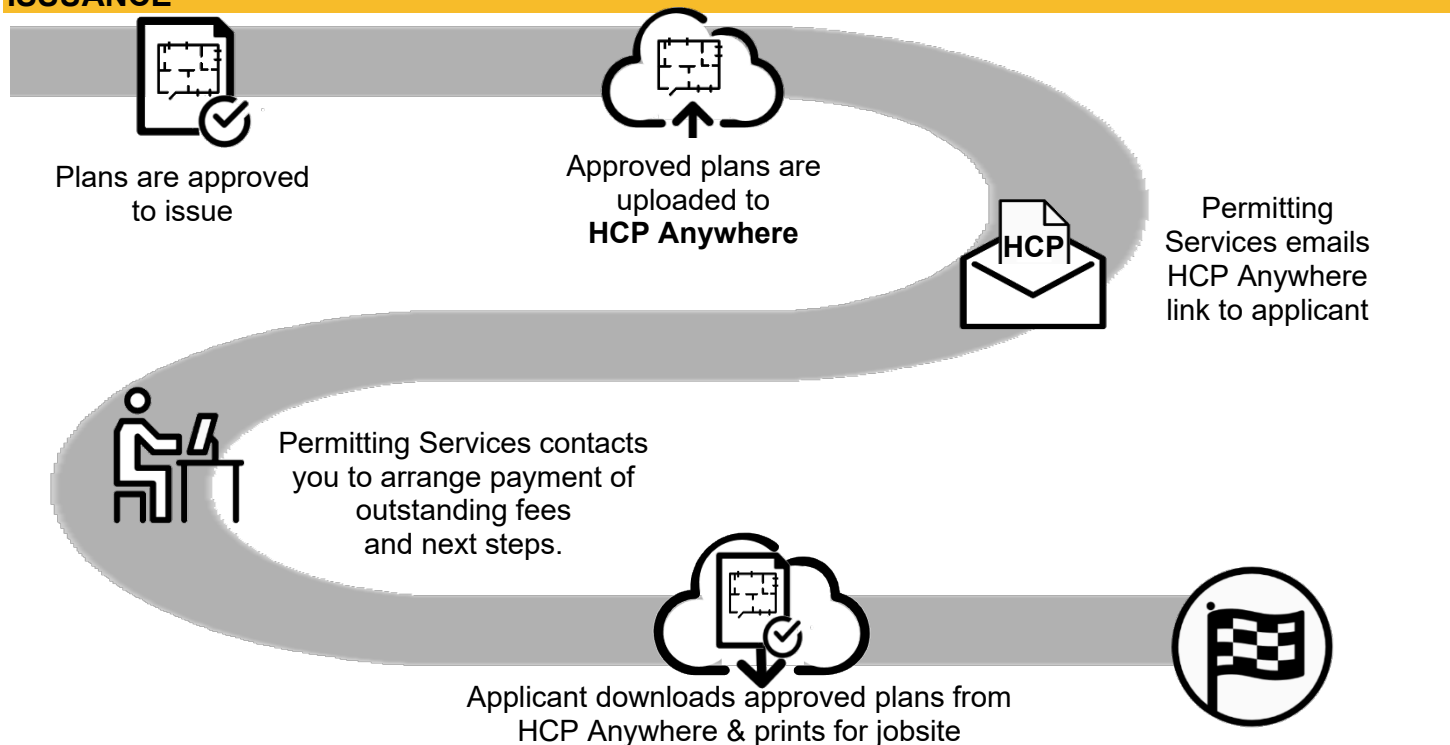 ISSUANCE
Plans are approved
to issue
Approved plans are
uploaded to
HCP Anywhere
HCP
Permitting
Services emails
HCP Anywhere
link to applicant
Permitting Services contacts
you to arrange payment of
outstanding fees
and next steps.
Applicant downloads approved plans from
HCP Anywhere & prints for jobsite